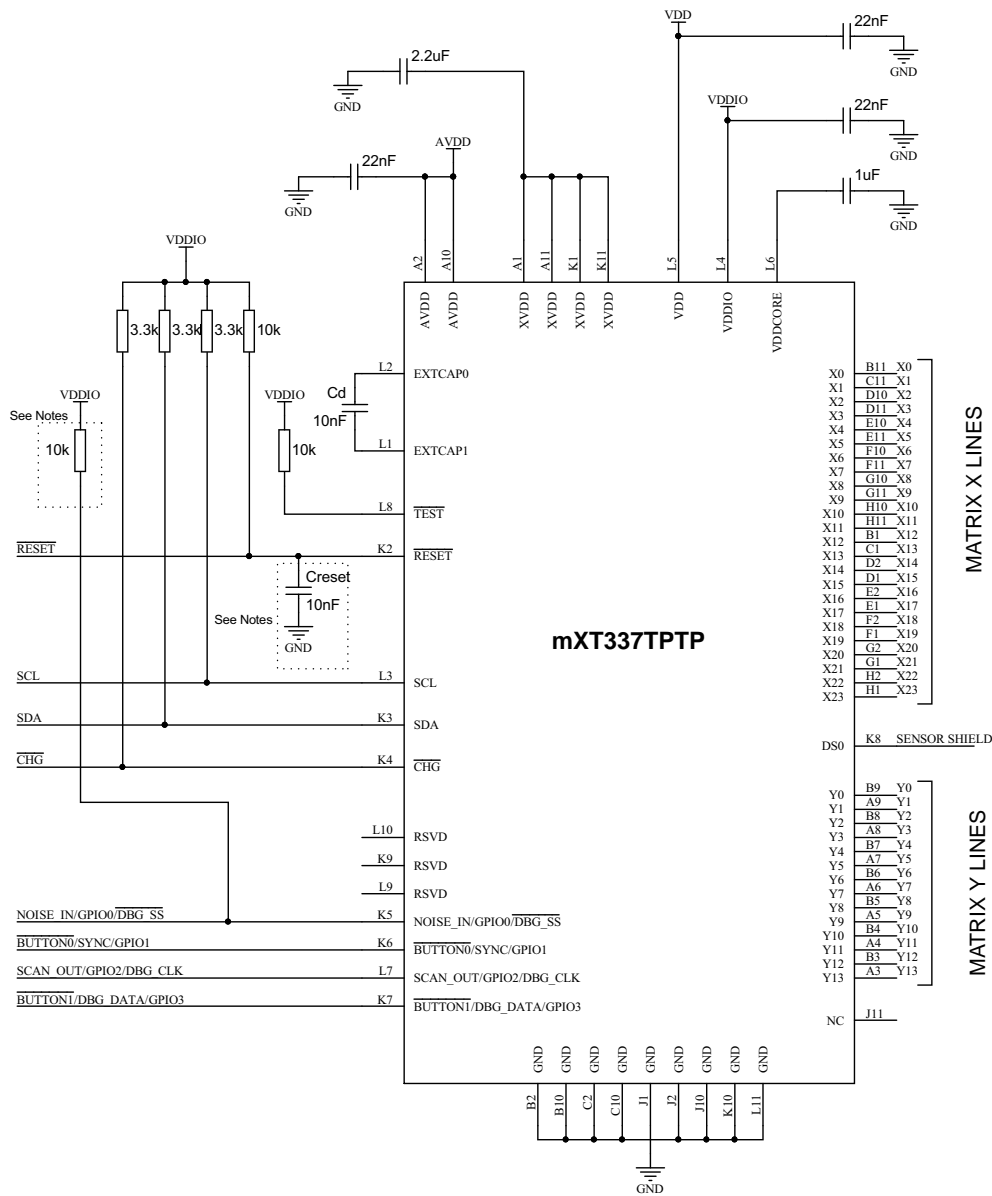 VDD
22nF
GND
2.2uF
GND
VDDIO
22nF
GND
AVDD
22nF
GND
1uF
GND
VDDIO
A2
A10
A1
A11
K1
K11
L5
L4
L6
AVDD
AVDD
XVDD
XVDD
XVDD
XVDD
VDD
VDDIO
VDDCORE
3.3k
3.3k
3.3k
10k
VDDIO
See Notes
10k
L2 EXTCAP0
Cd
10nF
L1 EXTCAP1
VDDIO
10k
L8 TEST
RESET K2 RESET
Creset
10nF
See Notes
GND
mXT337TPTP
SCL L3 SCL
SDA K3 SDA
CHG K4 CHG
L10 RSVD
K9 RSVD
L9 RSVD
NOISE_IN/GPIO0/DBG_SS K5 NOISE_IN/GPIO0/DBG_SS
BUTTON0/SYNC/GPIO1 K6 BUTTON0/SYNC/GPIO1
SCAN_OUT/GPIO2/DBG_CLK L7 SCAN_OUT/GPIO2/DBG_CLK
BUTTON1/DBG_DATA/GPIO3 K7 BUTTON1/DBG_DATA/GPIO3
X0 B11 X0
X1 C11 X1
X2 D10 X2
X3 D11 X3
X4 E10 X4
X5 E11 X5
X6 F10 X6
X7 F11 X7
X8 G10 X8
X9 G11 X9
X10 H10 X10
X11 H11 X11
X12 B1 X12
X13 C1 X13
X14 D2 X14
X15 D1 X15
X16 E2 X16
X17 E1 X17
X18 F2 X18
X19 F1 X19
X20 G2 X20
X21 G1 X21
X22 H2 X22
X23 H1 X23
MATRIX X LINES
DS0 K8 SENSOR SHIELD
Y0 B9 Y0
Y1 A9 Y1
Y2 B8 Y2
Y3 A8 Y3
Y4 B7 Y4
Y5 A7 Y5
Y6 B6 Y6
Y7 A6 Y7
Y8 B5 Y8
Y9 A5 Y9
Y10 B4 Y10
Y11 A4 Y11
Y12 B3 Y12
Y13 A3 Y13
MATRIX Y LINES
NC J11
GND
GND
GND
GND
GND
GND
GND
GND
GND
B2
B10
C2
C10
J1
J2
J10
K10
L11
GND